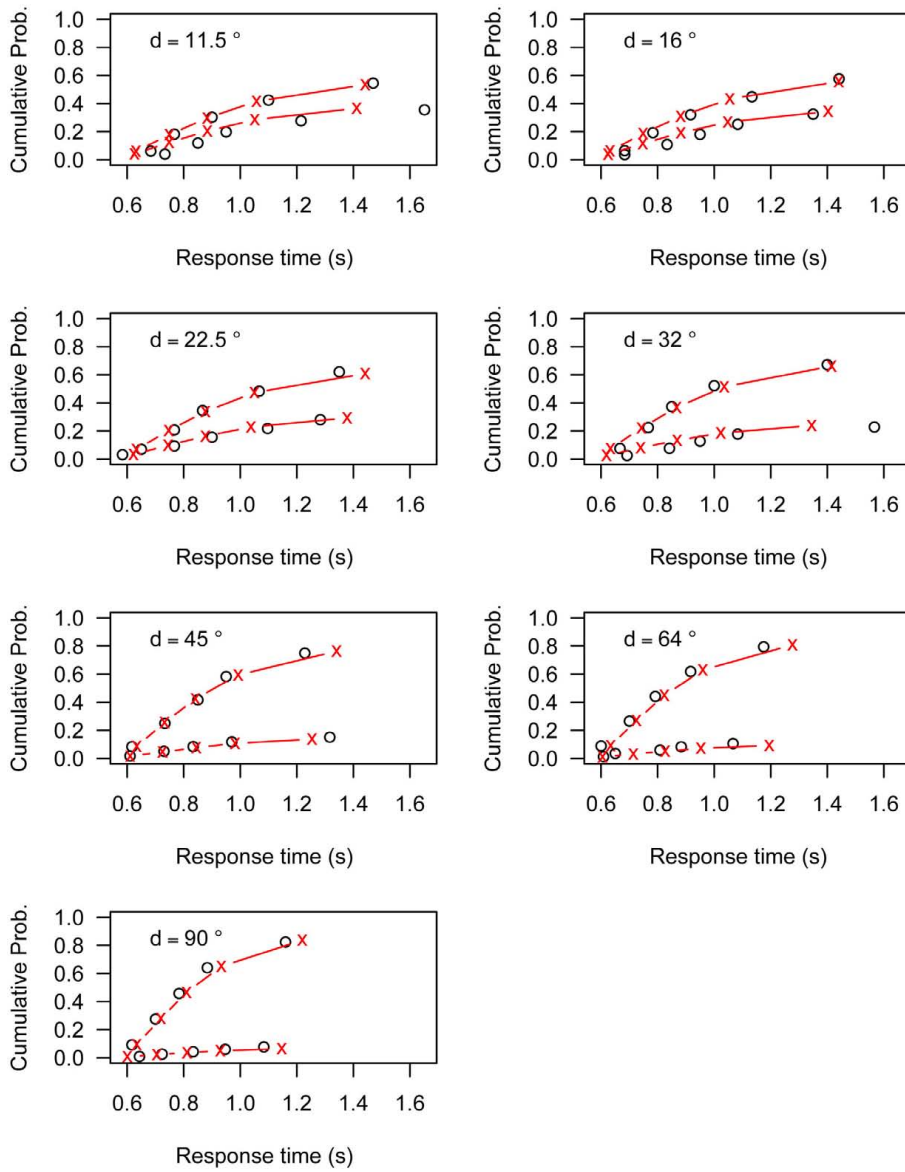 d = 11.5 °
Cumulative Prob.
1.0
0.8
0.6
0.4
0.2
0.0
0.6 0.8 1.0 1.2 1.4 1.6
Response time (s)
d = 16 °
Cumulative Prob.
1.0
0.8
0.6
0.4
0.2
0.0
0.6 0.8 1.0 1.2 1.4 1.6
Response time (s)
d = 22.5 °
Cumulative Prob.
1.0
0.8
0.6
0.4
0.2
0.0
0.6 0.8 1.0 1.2 1.4 1.6
Response time (s)
d = 32 °
Cumulative Prob.
1.0
0.8
0.6
0.4
0.2
0.0
0.6 0.8 1.0 1.2 1.4 1.6
Response time (s)
d = 45 °
Cumulative Prob.
1.0
0.8
0.6
0.4
0.2
0.0
0.6 0.8 1.0 1.2 1.4 1.6
Response time (s)
d = 64 °
Cumulative Prob.
1.0
0.8
0.6
0.4
0.2
0.0
0.6 0.8 1.0 1.2 1.4 1.6
Response time (s)
d = 90 °
Cumulative Prob.
1.0
0.8
0.6
0.4
0.2
0.0
0.6 0.8 1.0 1.2 1.4 1.6
Response time (s)